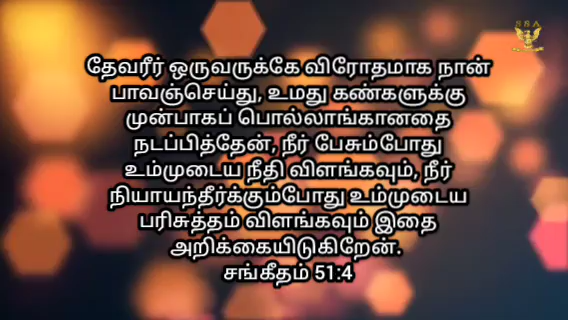 SSA
தேவரீர் ஒருவருக்கே விரோதமாக நான்
பாவஞ்செய்து, உமது கண்களுக்கு
முன்பாகப் பொல்லாங்கானதை
நடப்பித்தேன், நீர் பேசும்போது
உம்முடைய நீதி விளங்கவும், நீர்
நியாயந்தீர்க்கும்போது உம்முடைய
பரிசுத்தம் விளங்கவும் இதை
அறிக்கையிடுகிறேன்.
சங்கீதம் 51:4